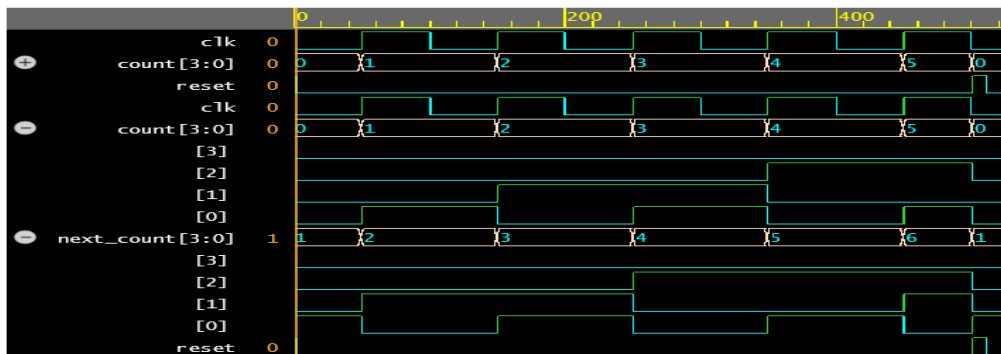 0 200 400
clk 0
count[3:0] 0 0 1 2 3 4 5 0
reset 0
clk 0
count[3:0] 0 0 1 2 3 4 5 0
[3]
[2]
[1]
[0]
next_count[3:0] 1 1 2 3 4 5 6 1
[3]
[2]
[1]
[0]
reset 0